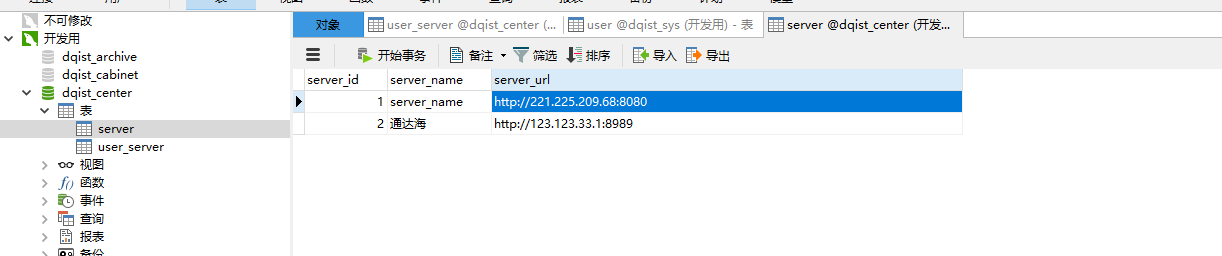 不可修改
开发用
dqist_archive
dqist_cabinet
dqist_center
表
server
user_server
视图
函数
事件
查询
报表
备份
对象
user_server @dqist_center (开...
user @dqist_sys (开发用) - 表
server @dqist_center (开发...
开始事务
备注
筛选
排序
导入
导出
server_id server_name server_url
1 server_name http://221.225.209.68:8080
2 通达海 http://123.123.33.1:8989